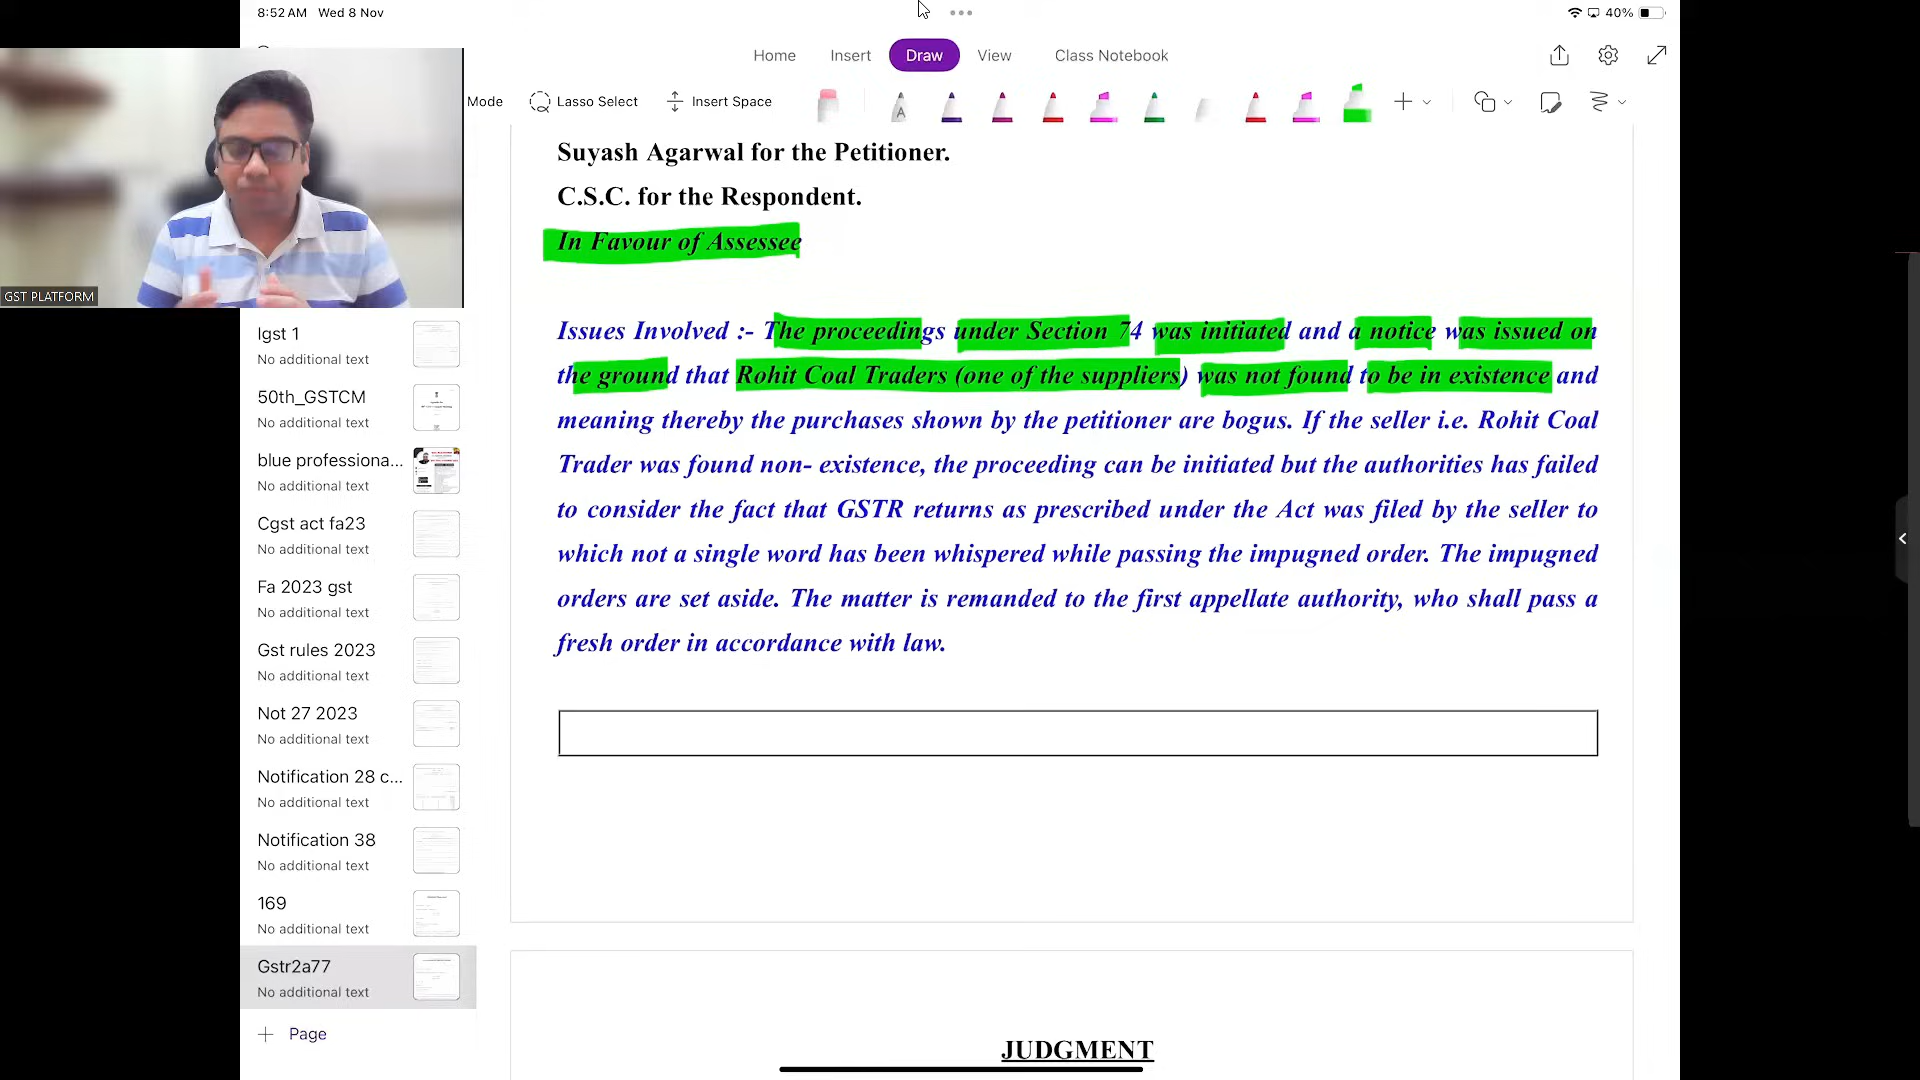 8:52 AM Wed 8 Nov
40%
Home Insert Draw View Class Notebook
Mode Lasso Select Insert Space
A
GST PLATFORM
Igst 1
No additional text
50th_GSTCM
No additional text
blue professiona...
No additional text
Cgst act fa23
No additional text
Fa 2023 gst
No additional text
Gst rules 2023
No additional text
Not 27 2023
No additional text
Notification 28 c...
No additional text
Notification 38
No additional text
169
No additional text
Gstr2a77
No additional text
Page
Suyash Agarwal for the Petitioner.
C.S.C. for the Respondent.
In Favour of Assessee
Issues Involved :- The proceedings under Section 74 was initiated and a notice was issued on
the ground that Rohit Coal Traders (one of the suppliers) was not found to be in existence and
meaning thereby the purchases shown by the petitioner are bogus. If the seller i.e. Rohit Coal
Trader was found non- existence, the proceeding can be initiated but the authorities has failed
to consider the fact that GSTR returns as prescribed under the Act was filed by the seller to
which not a single word has been whispered while passing the impugned order. The impugned
orders are set aside. The matter is remanded to the first appellate authority, who shall pass a
fresh order in accordance with law.
JUDGMENT